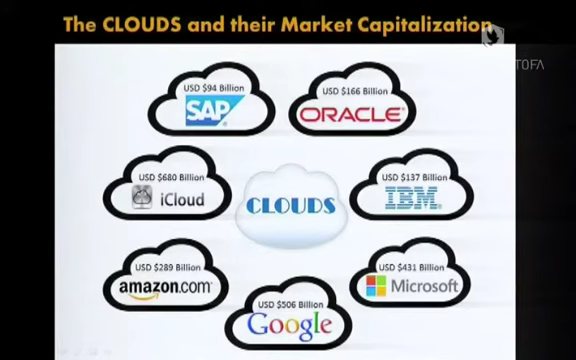 The CLOUDS and their Market Capitalization
TOFA
USD $94 Billion
SAP
USD $166 Billion
ORACLE
USD $680 Billion
iCloud
CLOUDS
USD $137 Billion
IBM
USD $289 Billion
amazon.com
USD $506 Billion
Google
USD $431 Billion
Microsoft